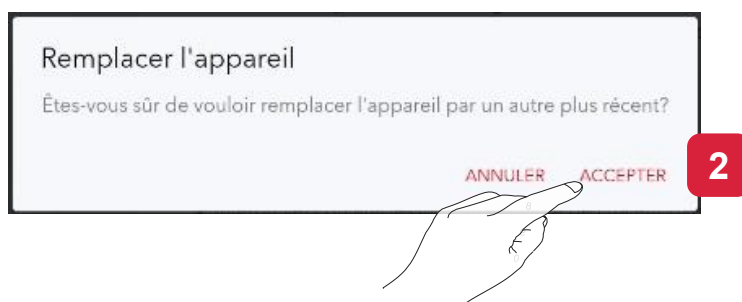 Remplacer l'appareil
Êtes-vous sûr de vouloir remplacer l'appareil par un autre plus récent?
ANNULER ACCEPTER
2